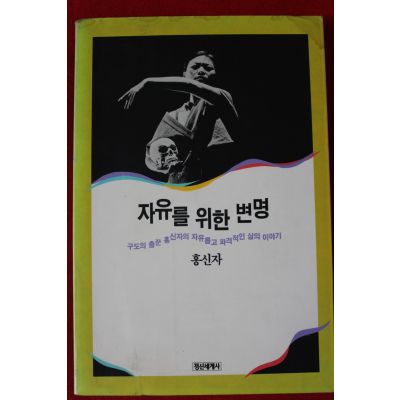 자유를 위한 변명
구도의 춤꾼 홍신자의 자유롭고 파격적인 삶의 이야기
홍신자
정신세계사